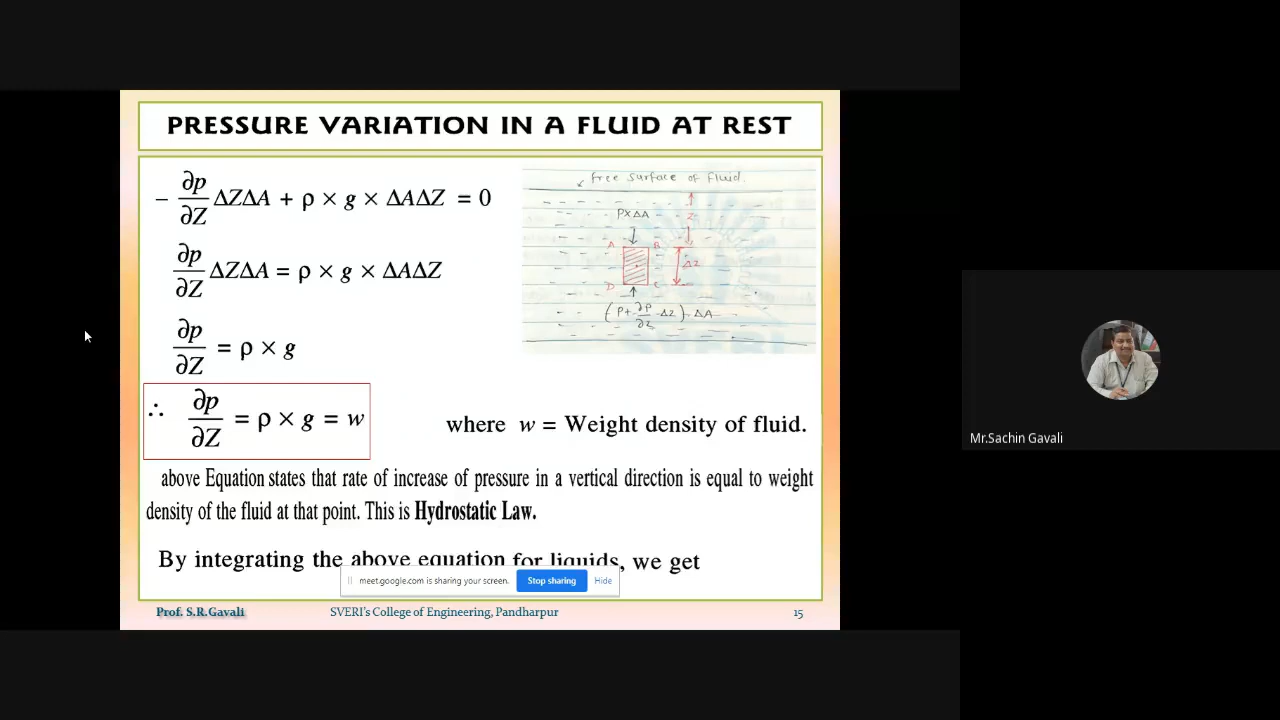 PRESSURE VARIATION IN A FLUID AT REST
− ∂p/∂Z ΔZΔA + ρ × g × ΔAΔZ = 0
∂p/∂Z ΔZΔA = ρ × g × ΔAΔZ
∂p/∂Z = ρ × g
∴ ∂p/∂Z = ρ × g = w
where w = Weight density of fluid.
free surface of fluid.
Z
P×ΔA
A B
ΔZ
D C
(P+ ∂P/∂Z ΔZ) ΔA
above Equation states that rate of increase of pressure in a vertical direction is equal to weight
density of the fluid at that point. This is Hydrostatic Law.
By integrating the above equation for liquids, we get
meet.google.com is sharing your screen. Stop sharing Hide
Prof. S.R.Gavali SVERI's College of Engineering, Pandharpur 15
Mr.Sachin Gavali